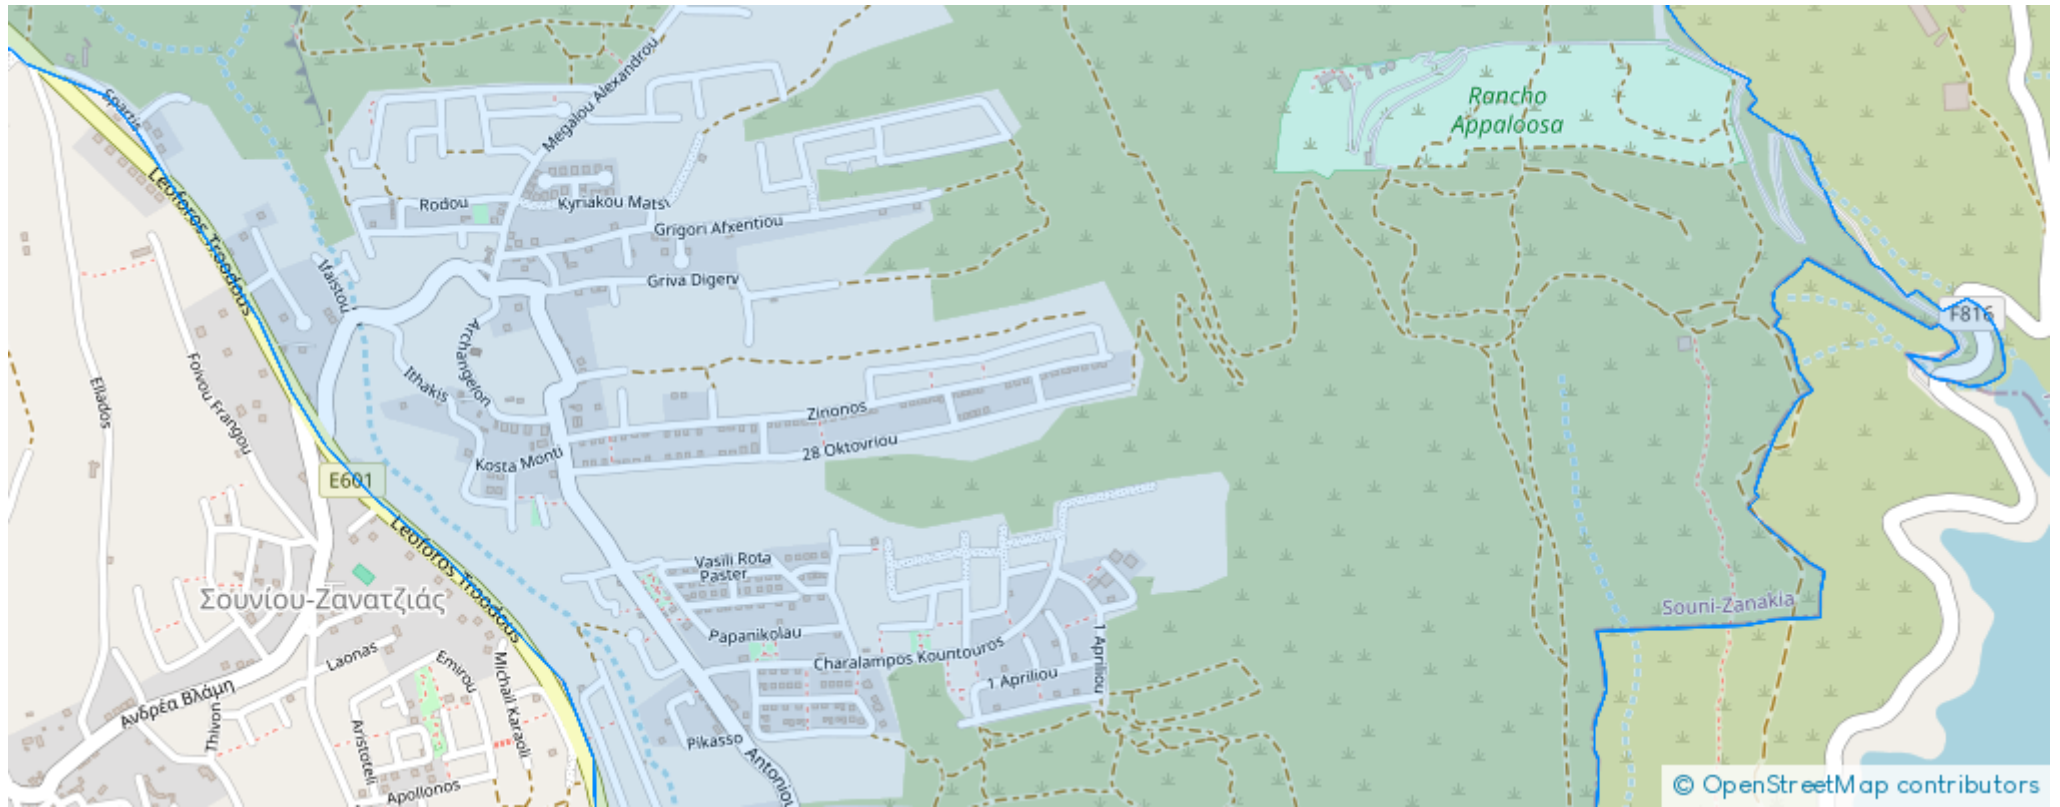 Spartis
Megalou Alexandrou
Rancho
Appaloosa
Leoforos Troodous
Rodou
Kyriakou Mats
Grigori Afxentiou
Griva Digeni
Ifaistou
Archangelon
F816
Foivou Frangou
Ellados
Ithakis
Zinonos
28 Oktovriou
Kosta Monti
E601
Leoforos Troodous
Vasili Rota
Paster
Σουνίου-Ζανατζιάς
Souni-Zanakia
Papanikolau
1 Apriliou
Charalampos Kountouros
Laonas
Emirou
Michail Karaoli
1 Apriliou
Ανδρέα Βλάμη
Thivon
Aristoteli
Pikasso
Antoniou
Apollonos
© OpenStreetMap contributors